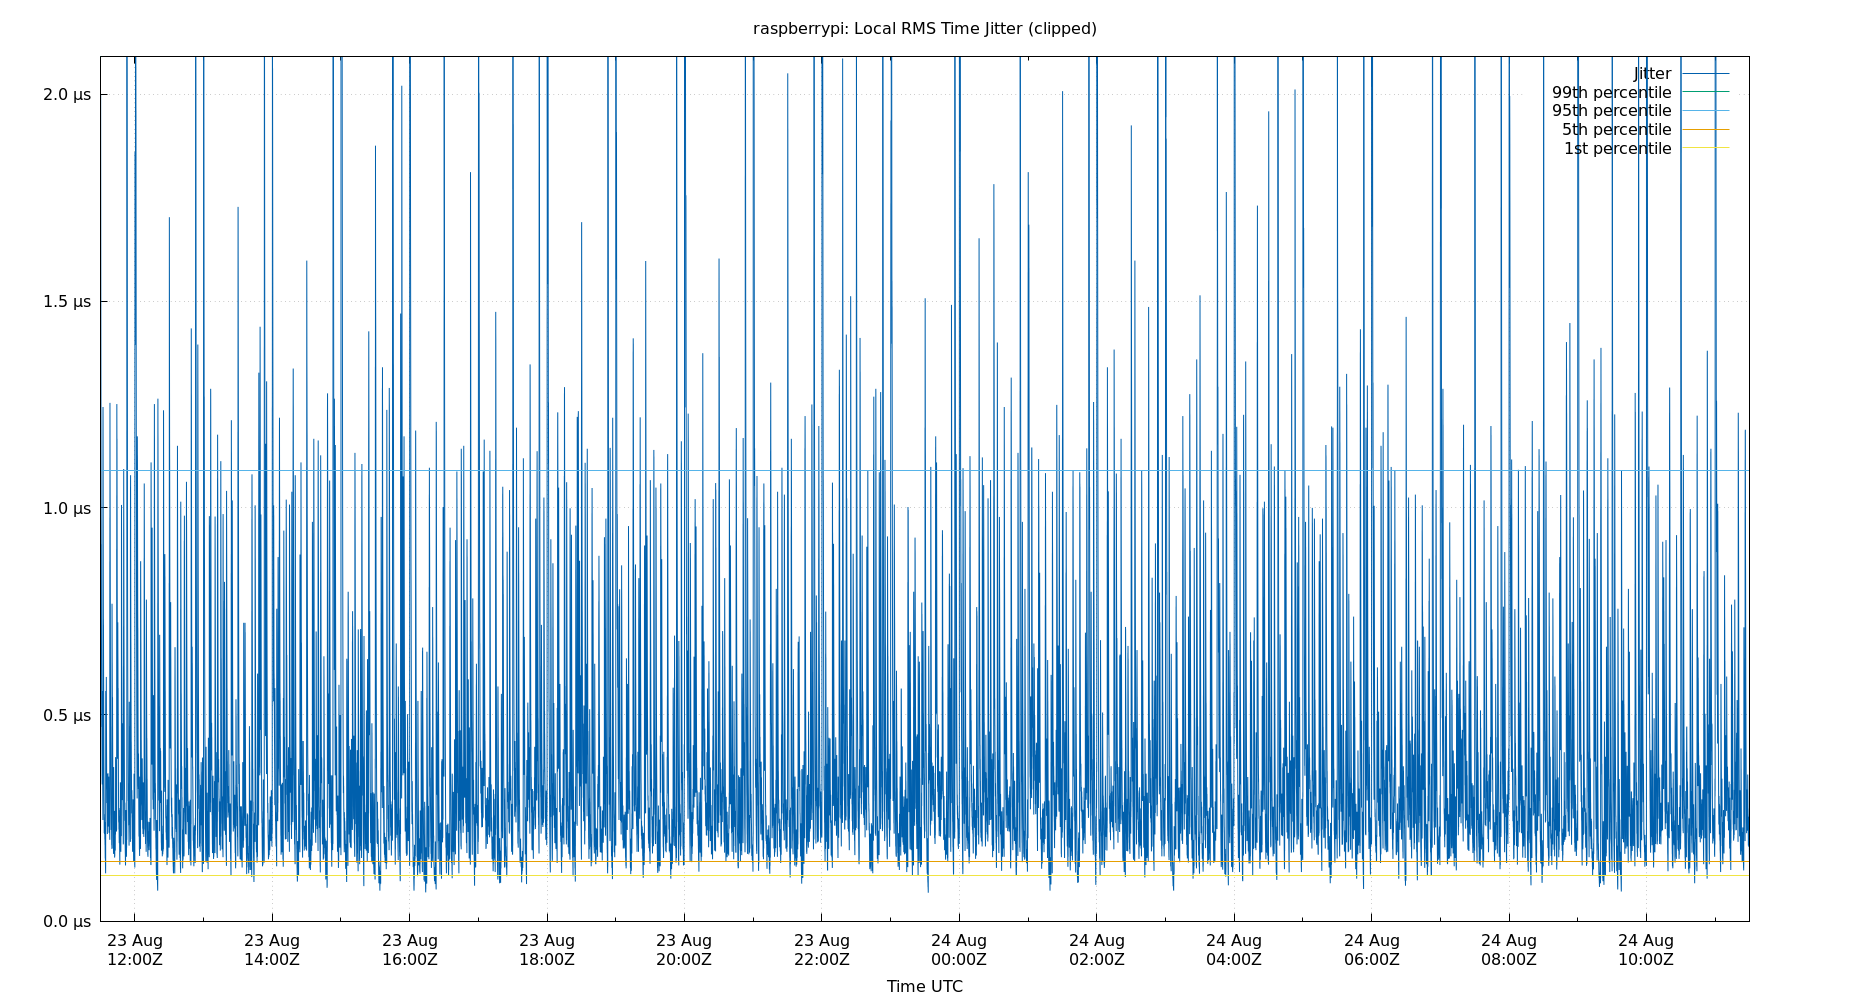 raspberrypi: Local RMS Time Jitter (clipped)
Jitter
99th percentile
95th percentile
5th percentile
1st percentile
2.0 µs
1.5 µs
1.0 µs
0.5 µs
0.0 µs
23 Aug 23 Aug 23 Aug 23 Aug 23 Aug 23 Aug 24 Aug 24 Aug 24 Aug 24 Aug 24 Aug 24 Aug
12:00Z 14:00Z 16:00Z 18:00Z 20:00Z 22:00Z 00:00Z 02:00Z 04:00Z 06:00Z 08:00Z 10:00Z
Time UTC